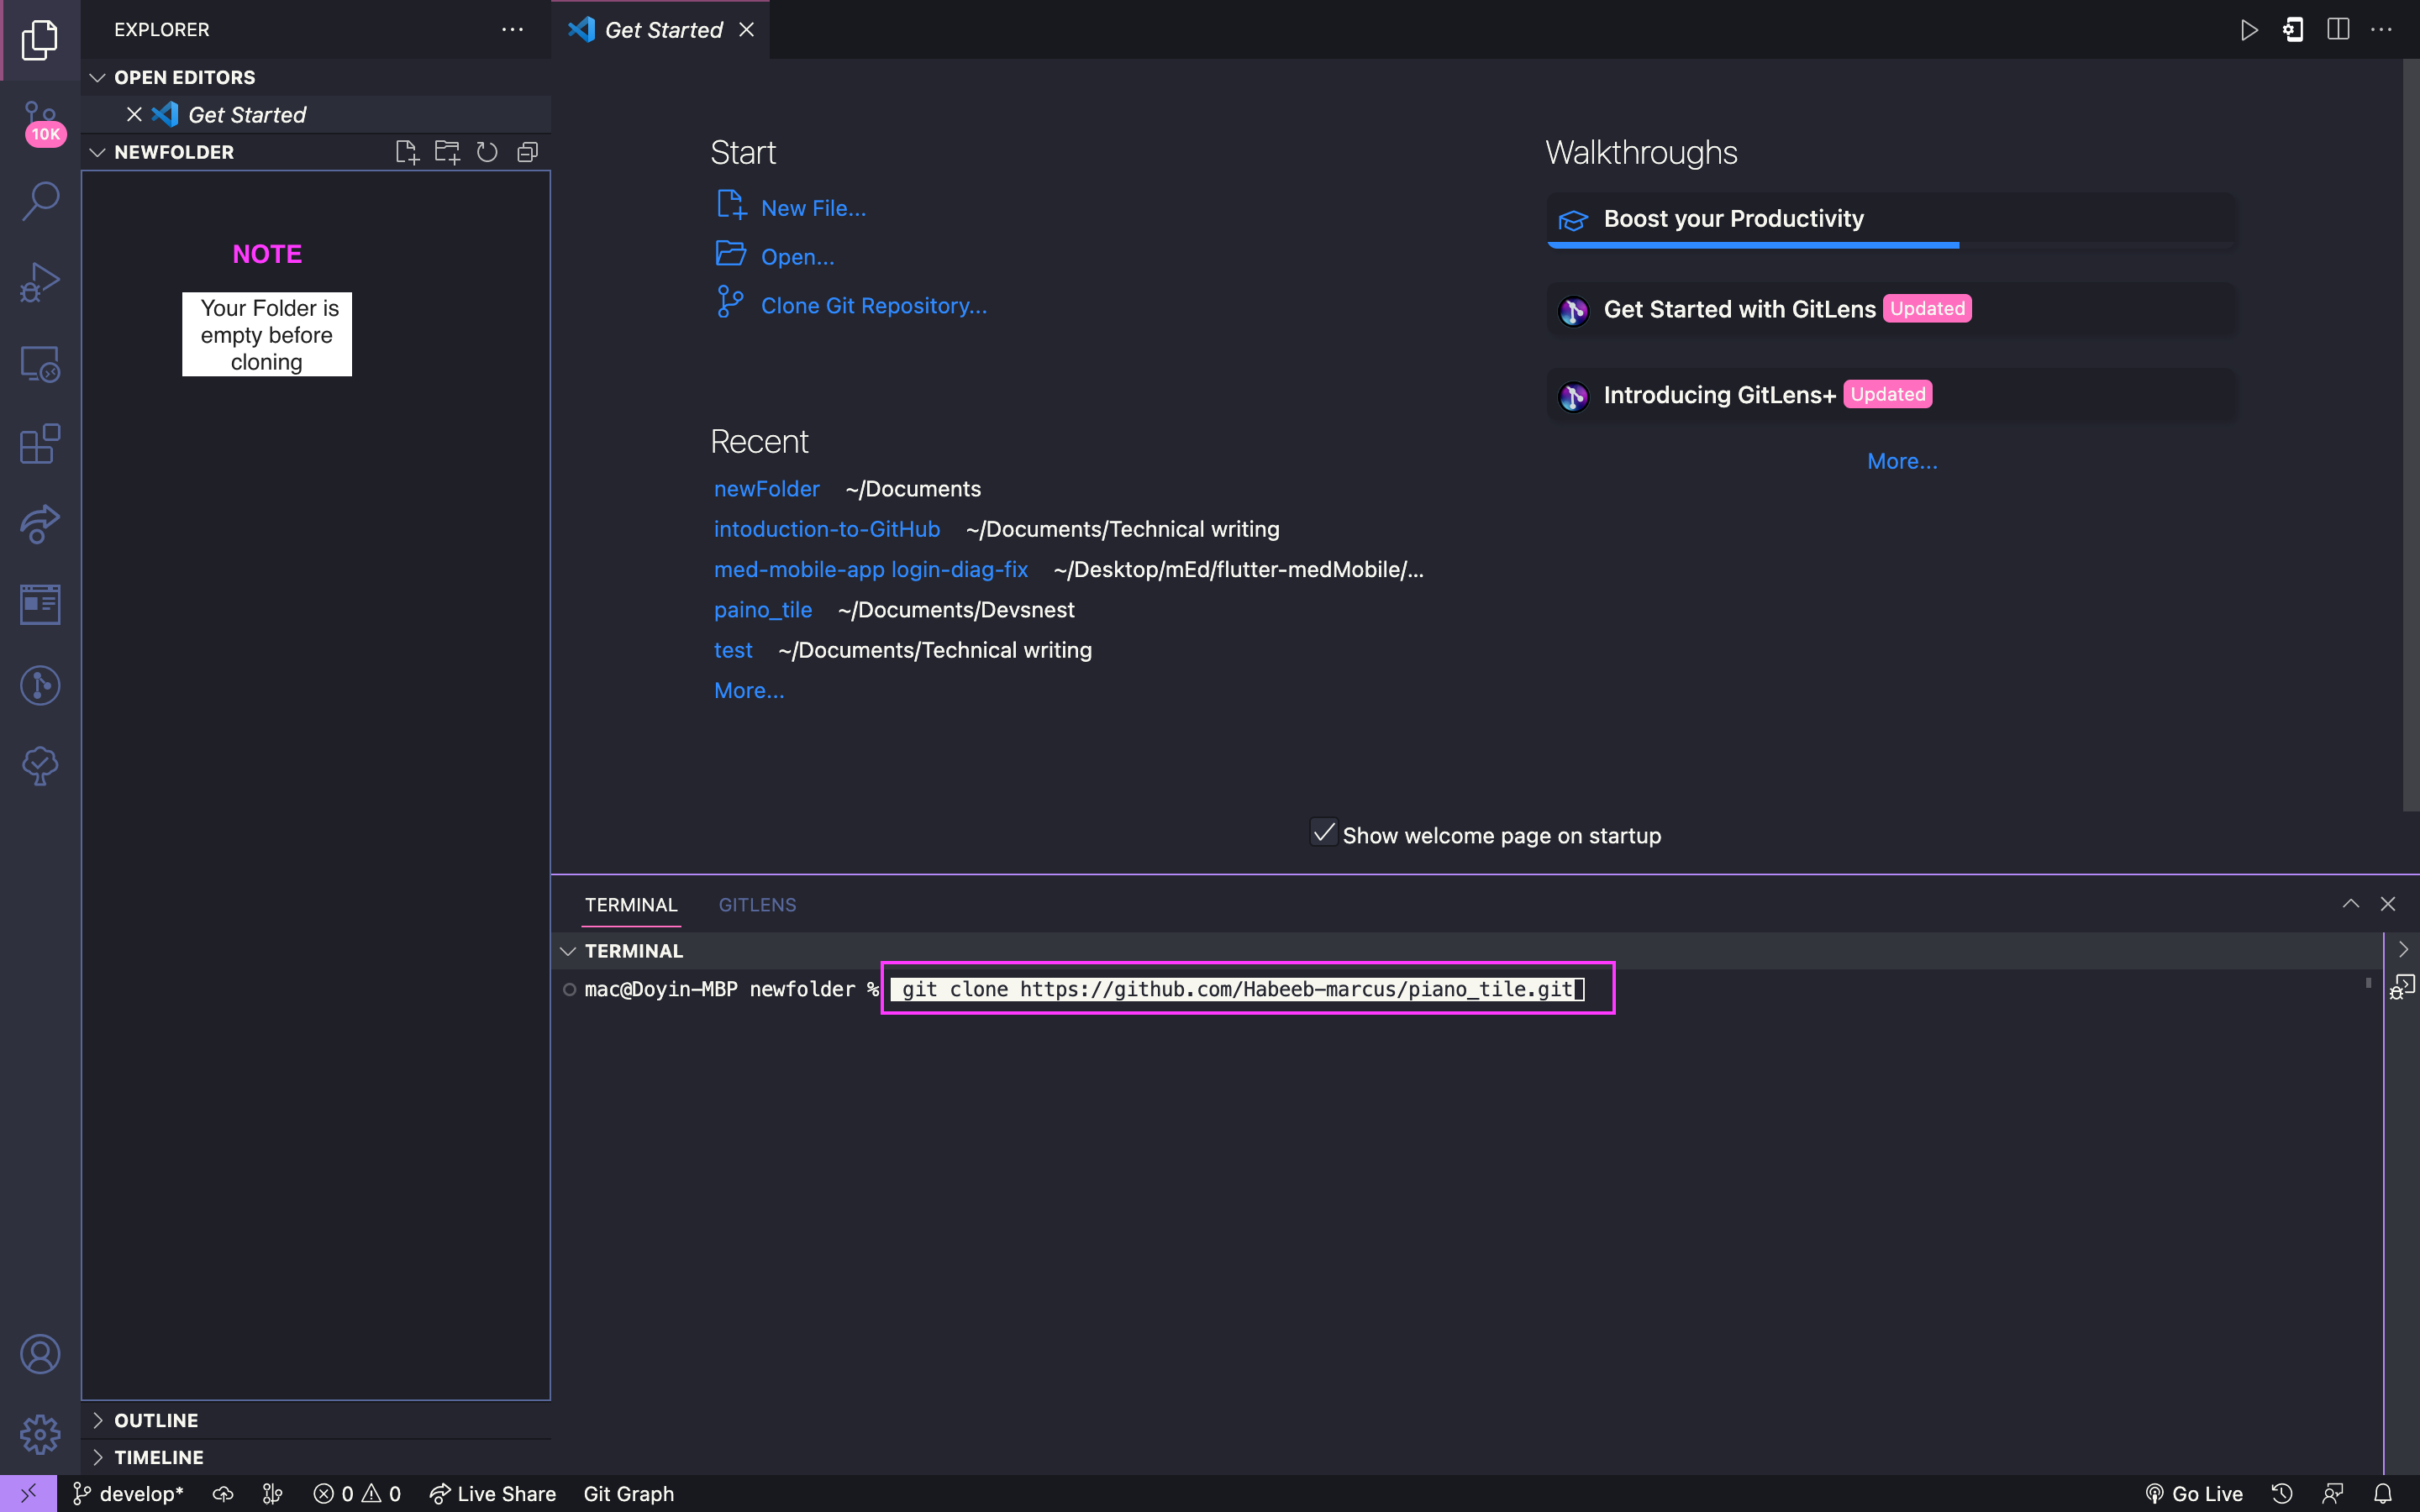 EXPLORER
Get Started
OPEN EDITORS
Get Started
10K
NEWFOLDER
NOTE
Your Folder is
empty before
cloning
Start
New File...
Open...
Clone Git Repository...
Recent
newFolder ~/Documents
intoduction-to-GitHub ~/Documents/Technical writing
med-mobile-app login-diag-fix ~/Desktop/mEd/flutter-medMobile/...
paino_tile ~/Documents/Devsnest
test ~/Documents/Technical writing
More...
Walkthroughs
Boost your Productivity
Get Started with GitLens Updated
Introducing GitLens+ Updated
More...
Show welcome page on startup
TERMINAL GITLENS
TERMINAL
mac@Doyin-MBP newfolder % git clone https://github.com/Habeeb-marcus/piano_tile.git
OUTLINE
TIMELINE
develop* 0 0 Live Share Git Graph Go Live